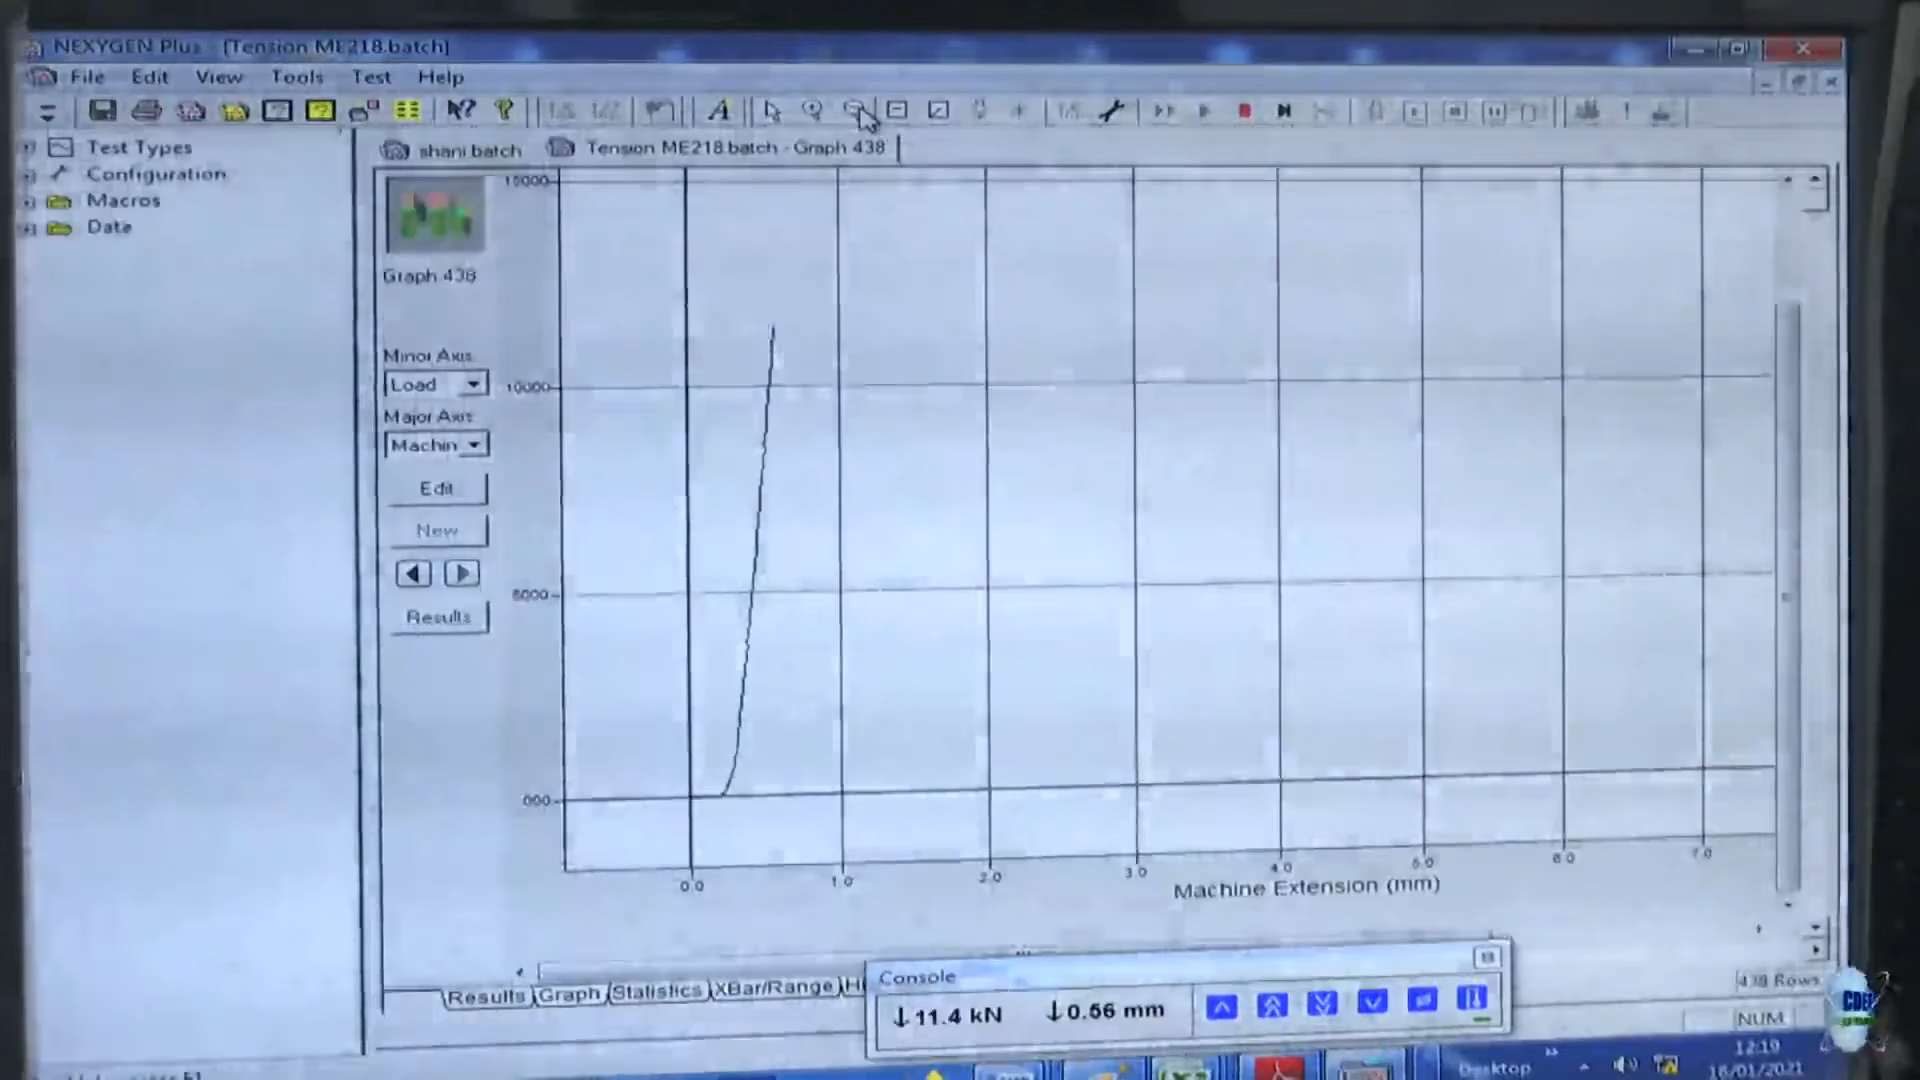 NEXYGEN Plus - [Tension ME218.batch]
File Edit View Tools Test Help
Test Types
Configuration
Macros
Data
shani.batch
Tension ME218.batch - Graph 438
Graph 438
Minor Axis
Load
Major Axis
Machin
Edit
New
Results
15000
10000
5000
000
0.0 1.0 2.0 3.0 4.0 5.0 6.0 7.0
Machine Extension (mm)
Results Graph Statistics XBar/Range
Console
↓11.4 kN ↓0.56 mm
438 Rows
NUM
Desktop
12:19
16/01/2021